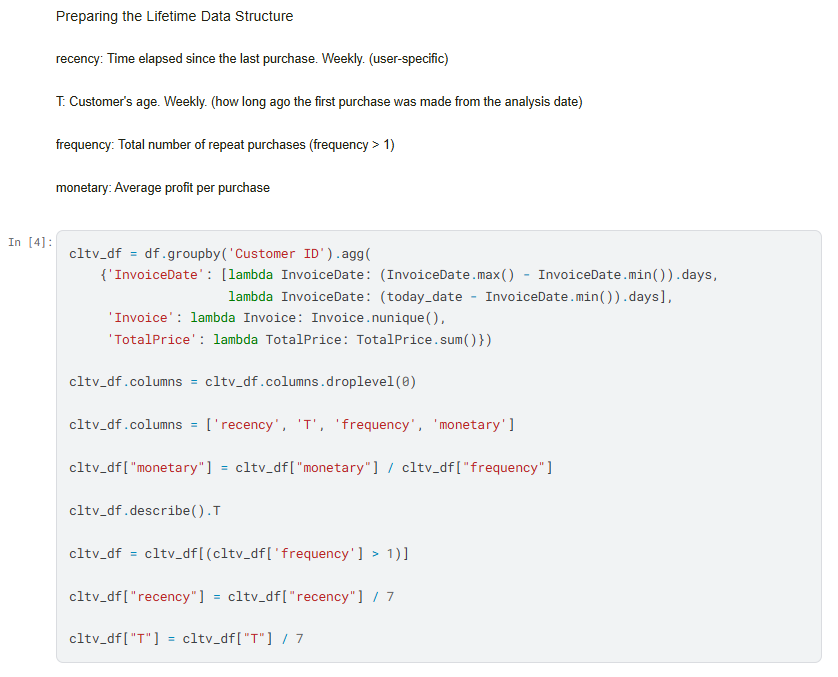 Preparing the Lifetime Data Structure
recency: Time elapsed since the last purchase. Weekly. (user-specific)
T: Customer's age. Weekly. (how long ago the first purchase was made from the analysis date)
frequency: Total number of repeat purchases (frequency > 1)
monetary: Average profit per purchase
In [4]:
cltv_df = df.groupby('Customer ID').agg(
    {'InvoiceDate': [lambda InvoiceDate: (InvoiceDate.max() - InvoiceDate.min()).days,
                     lambda InvoiceDate: (today_date - InvoiceDate.min()).days],
     'Invoice': lambda Invoice: Invoice.nunique(),
     'TotalPrice': lambda TotalPrice: TotalPrice.sum()})
cltv_df.columns = cltv_df.columns.droplevel(0)
cltv_df.columns = ['recency', 'T', 'frequency', 'monetary']
cltv_df["monetary"] = cltv_df["monetary"] / cltv_df["frequency"]
cltv_df.describe().T
cltv_df = cltv_df[(cltv_df['frequency'] > 1)]
cltv_df["recency"] = cltv_df["recency"] / 7
cltv_df["T"] = cltv_df["T"] / 7